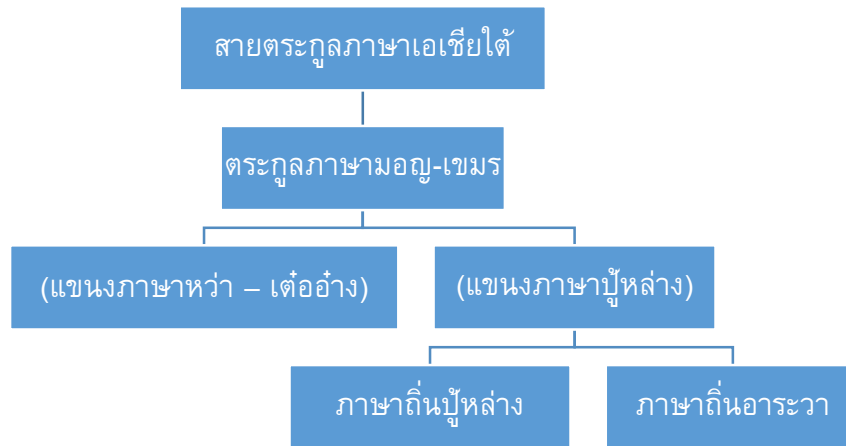 สายตระกูลภาษาเอเชียใต้
ตระกูลภาษามอญ-เขมร
(แขนงภาษาหว่า – เต๋ออ๋าง)
(แขนงภาษาปู้หล่าง)
ภาษาถิ่นปู้หล่าง
ภาษาถิ่นอาระวา